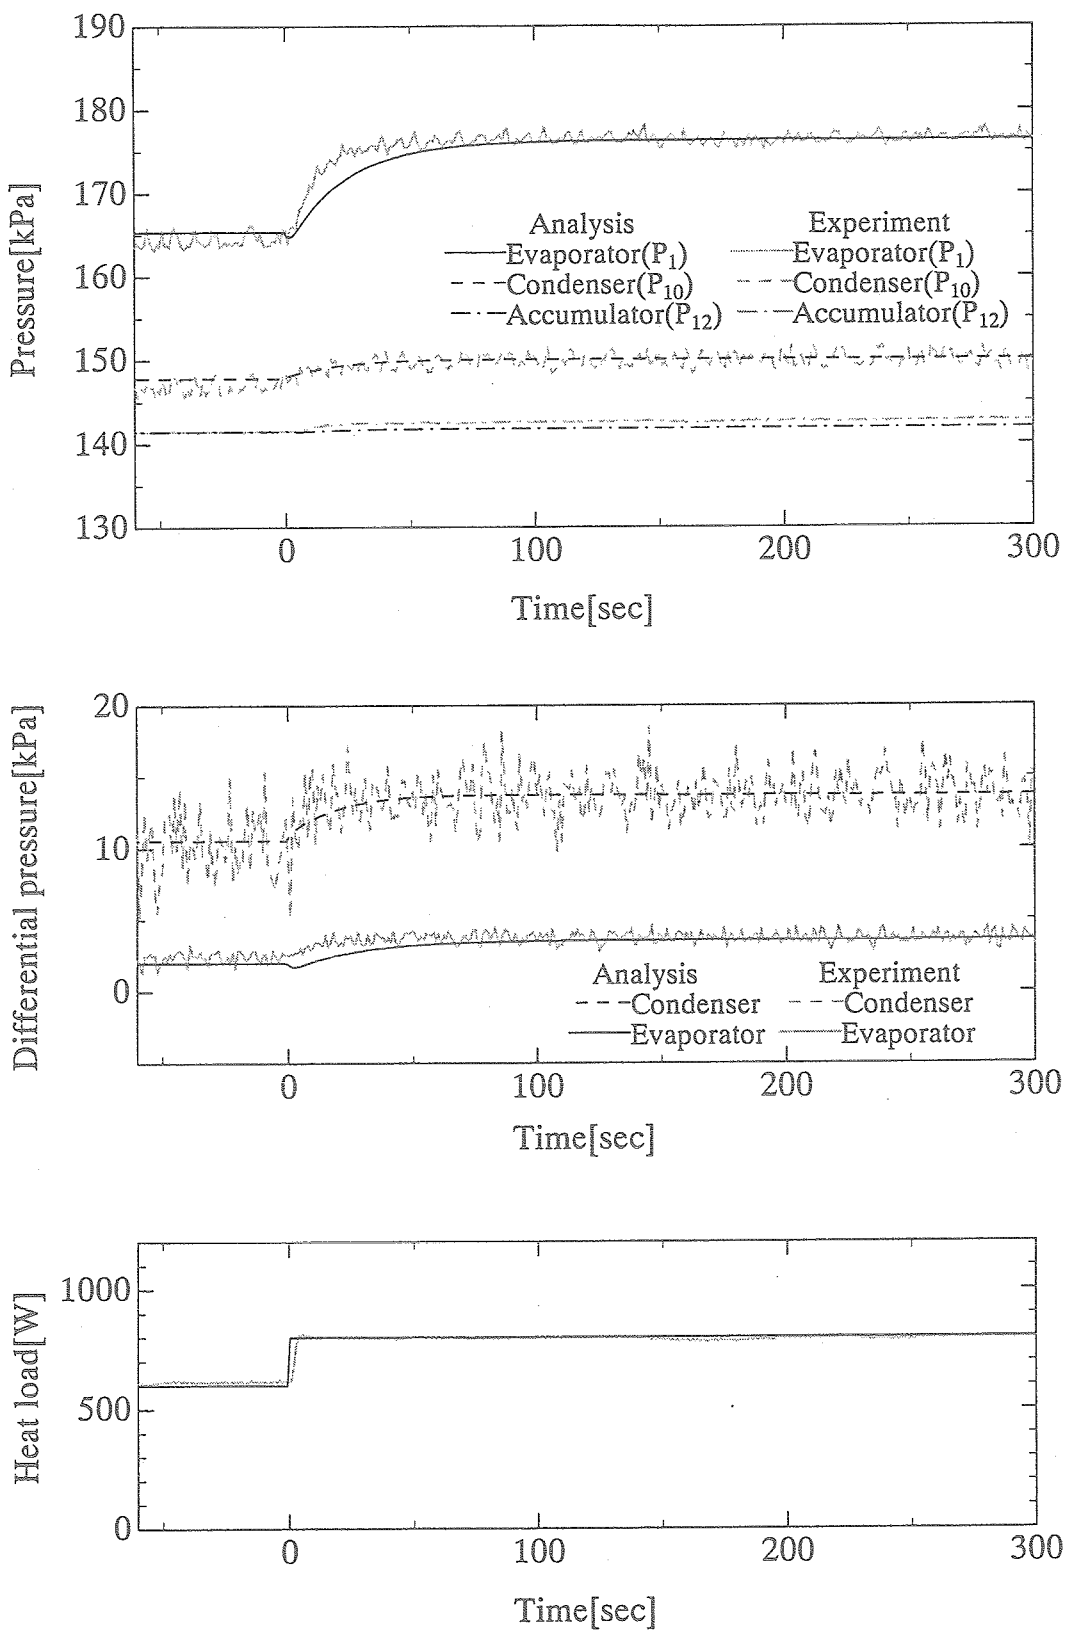 190
180
170
160
150
140
130
Pressure[kPa]
Analysis Experiment
Evaporator(P1) Evaporator(P1)
Condenser(P10) Condenser(P10)
Accumulator(P12) Accumulator(P12)
0 100 200 300
Time[sec]
20
10
0
Differential pressure[kPa]
Analysis Experiment
Condenser Condenser
Evaporator Evaporator
0 100 200 300
Time[sec]
1000
500
0
Heat load[W]
0 100 200 300
Time[sec]